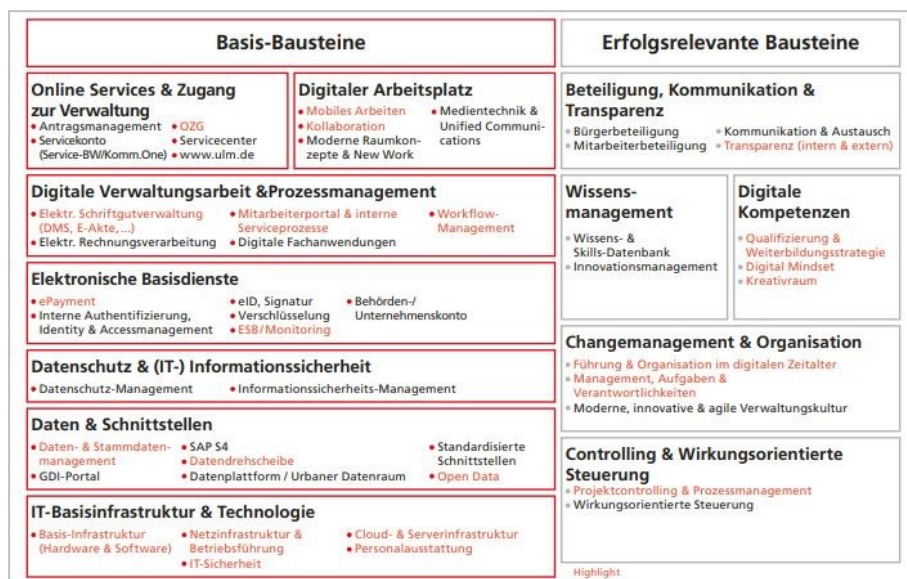 Basis-Bausteine
Erfolgsrelevante Bausteine
Online Services & Zugang
zur Verwaltung
Antragsmanagement
OZG
Servicekonto
Servicecenter
(Service-BW/Komm.One)
www.ulm.de
Digitaler Arbeitsplatz
Mobiles Arbeiten
Kollaboration
Moderne Raumkon-
zepte & New Work
Medientechnik &
Unified Communi-
cations
Digitale Verwaltungsarbeit &Prozessmanagement
Elektr. Schriftgutverwaltung
(DMS, E-Akte,...)
Elektr. Rechnungsverarbeitung
Mitarbeiterportal & interne
Serviceprozesse
Digitale Fachanwendungen
Workflow-
Management
Elektronische Basisdienste
ePayment
Interne Authentifizierung,
Identity & Accessmanagement
eID, Signatur
Verschlüsselung
ESB/Monitoring
Behörden-/
Unternehmenskonto
Datenschutz & (IT-) Informationssicherheit
Datenschutz-Management
Informationssicherheits-Management
Daten & Schnittstellen
Daten- & Stammdaten-
management
GDI-Portal
SAP S4
Datendrehscheibe
Datenplattform / Urbaner Datenraum
Standardisierte
Schnittstellen
Open Data
IT-Basisinfrastruktur & Technologie
Basis-Infrastruktur
(Hardware & Software)
Netzinfrastruktur &
Betriebsführung
IT-Sicherheit
Cloud- & Serverinfrastruktur
Personalausstattung
Beteiligung, Kommunikation &
Transparenz
Bürgerbeteiligung
Mitarbeiterbeteiligung
Kommunikation & Austausch
Transparenz (intern & extern)
Wissens-
management
Wissens- &
Skills-Datenbank
Innovationsmanagement
Digitale
Kompetenzen
Qualifizierung &
Weiterbildungsstrategie
Digital Mindset
Kreativraum
Changemanagement & Organisation
Führung & Organisation im digitalen Zeitalter
Management, Aufgaben &
Verantwortlichkeiten
Moderne, innovative & agile Verwaltungskultur
Controlling & Wirkungsorientierte
Steuerung
Projektcontrolling & Prozessmanagement
Wirkungsorientierte Steuerung
Highlight